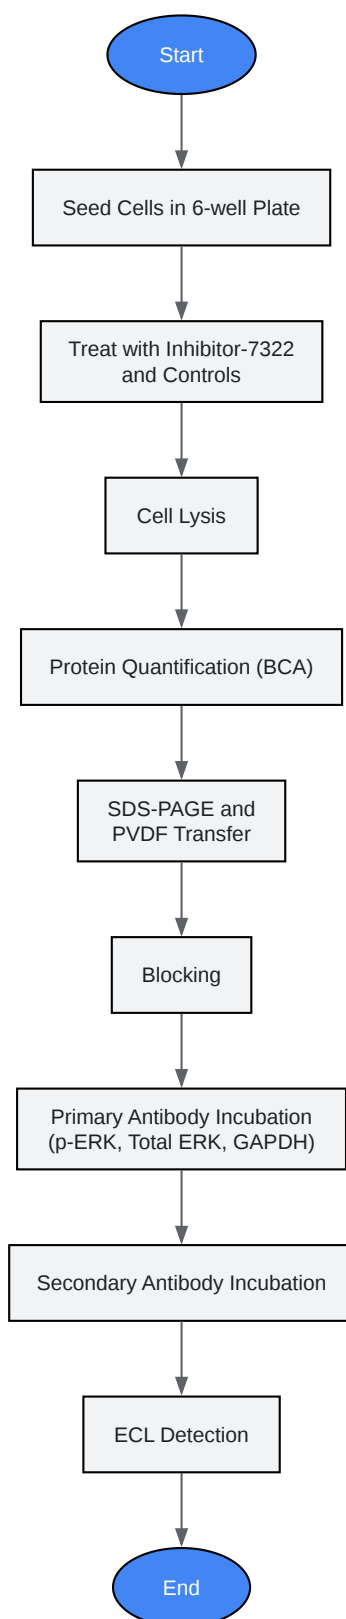 Start
Seed Cells in 6-well Plate
Treat with Inhibitor-7322
and Controls
Cell Lysis
Protein Quantification (BCA)
SDS-PAGE and
PVDF Transfer
Blocking
Primary Antibody Incubation
(p-ERK, Total ERK, GAPDH)
Secondary Antibody Incubation
ECL Detection
End